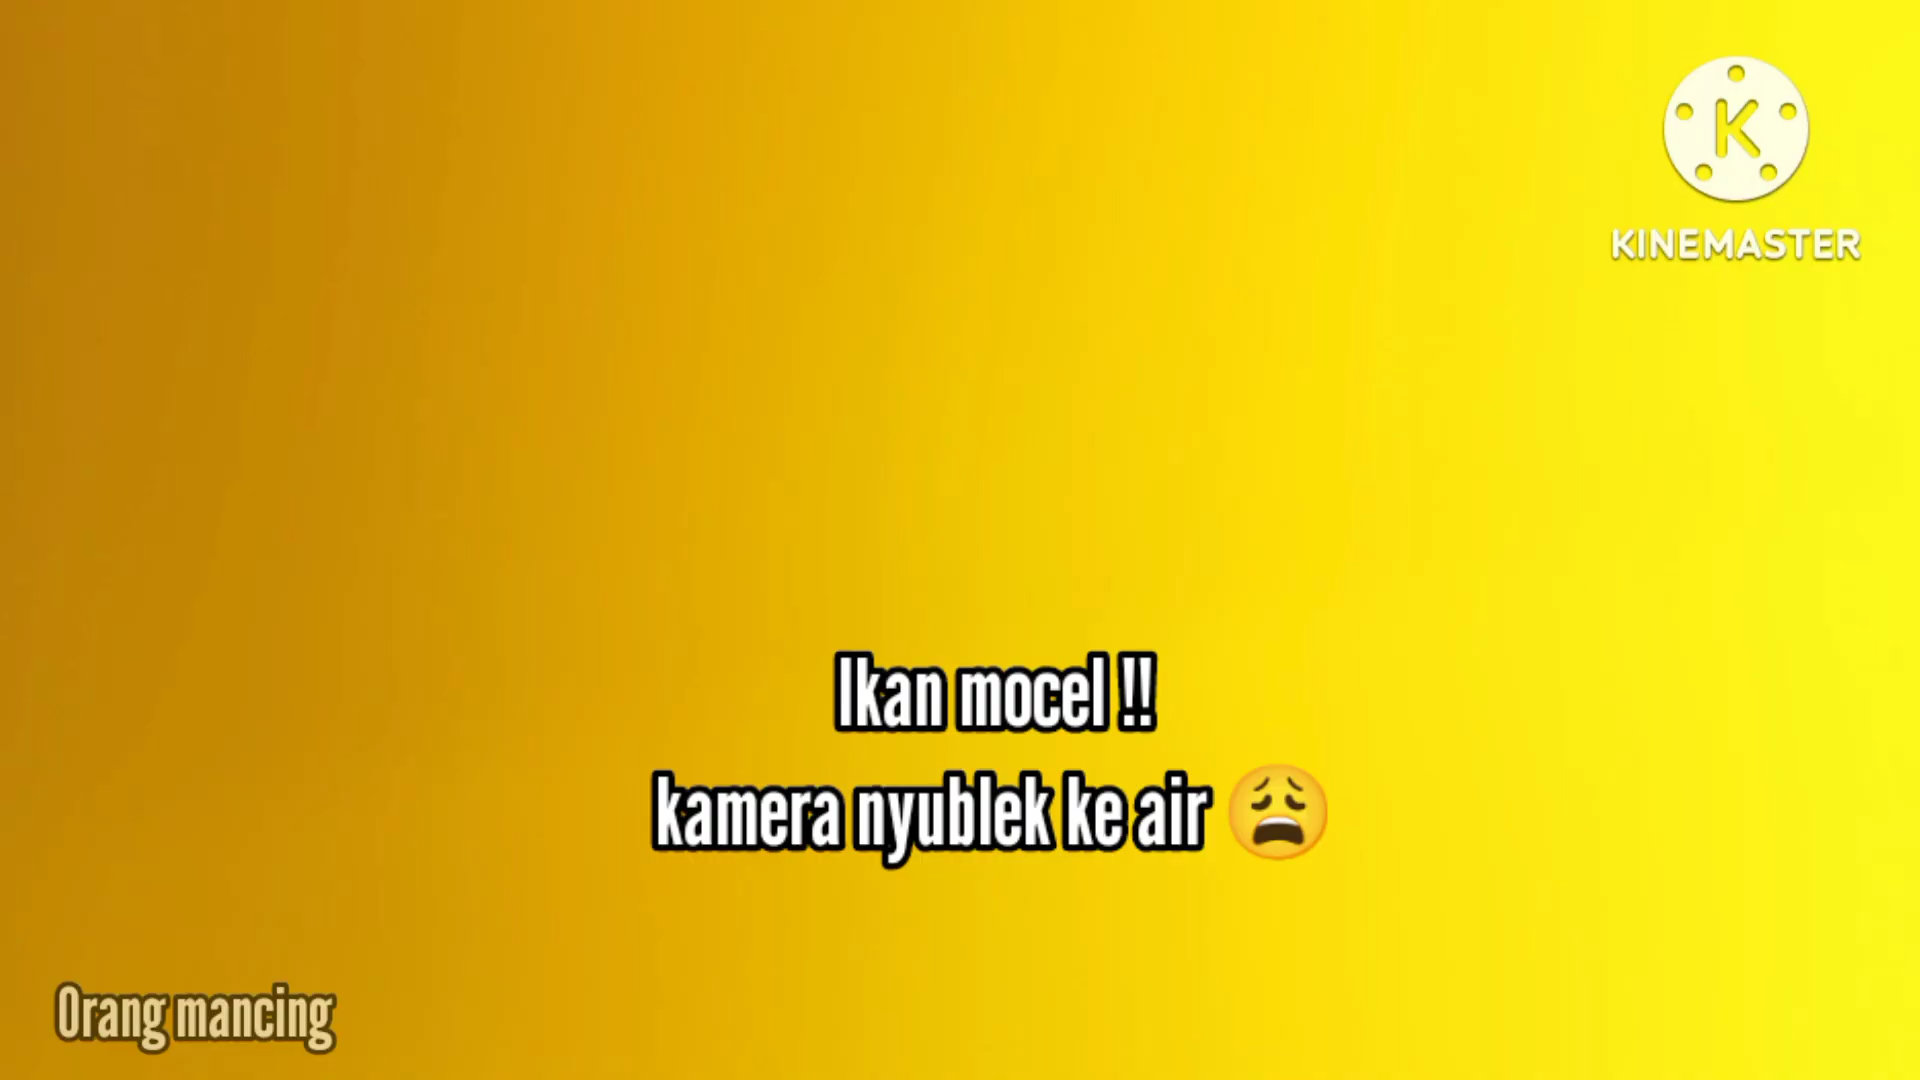 K
KINEMASTER
Ikan mocel !!
kamera nyublek ke air 😩
Orang mancing